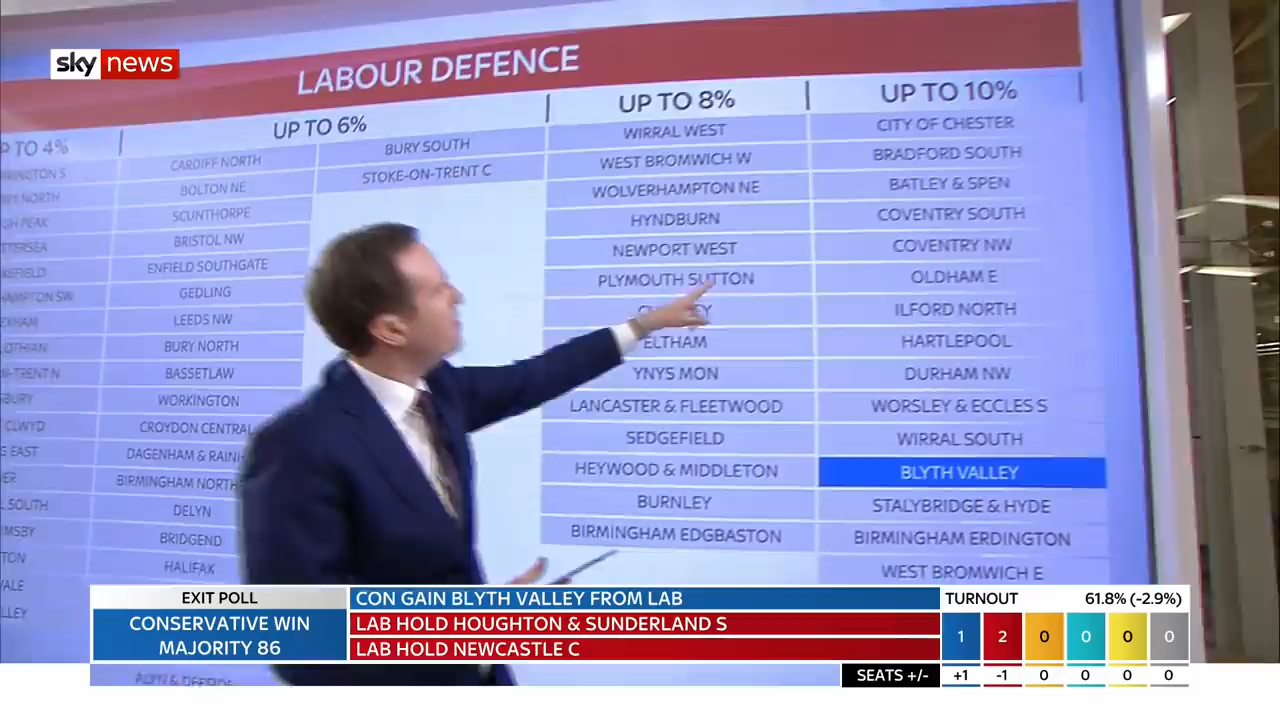 sky news
LABOUR DEFENCE
UP TO 6%
UP TO 8%
UP TO 10%
TO 4%
CARDIFF NORTH
BOLTON NE
SCUNTHORPE
BRISTOL NW
ENFIELD SOUTHGATE
GEDLING
LEEDS NW
BURY NORTH
BASSETLAW
WORKINGTON
CROYDON CENTRAL
DAGENHAM &
BIRMINGHAM
DELYN
BRIDGEND
HALIFAX
BURY SOUTH
STOKE-ON-TRENT C
WIRRAL WEST
WEST BROMWICH W
WOLVERHAMPTON NE
HYNDBURN
NEWPORT WEST
PLYMOUTH SUTTON
ELTHAM
YNYS MON
LANCASTER & FLEETWOOD
SEDGEFIELD
HEYWOOD & MIDDLETON
BURNLEY
BIRMINGHAM EDGBASTON
CITY OF CHESTER
BRADFORD SOUTH
BATLEY & SPEN
COVENTRY SOUTH
COVENTRY NW
OLDHAM E
ILFORD NORTH
HARTLEPOOL
DURHAM NW
WORSLEY & ECCLES S
WIRRAL SOUTH
BLYTH VALLEY
STALYBRIDGE & HYDE
BIRMINGHAM ERDINGTON
WEST BROMWICH E
EXIT POLL
CONSERVATIVE WIN
MAJORITY 86
CON GAIN BLYTH VALLEY FROM LAB
LAB HOLD HOUGHTON & SUNDERLAND S
LAB HOLD NEWCASTLE C
TURNOUT 61.8% (-2.9%)
1 2 0 0 0 0
SEATS +/- +1 -1 0 0 0 0